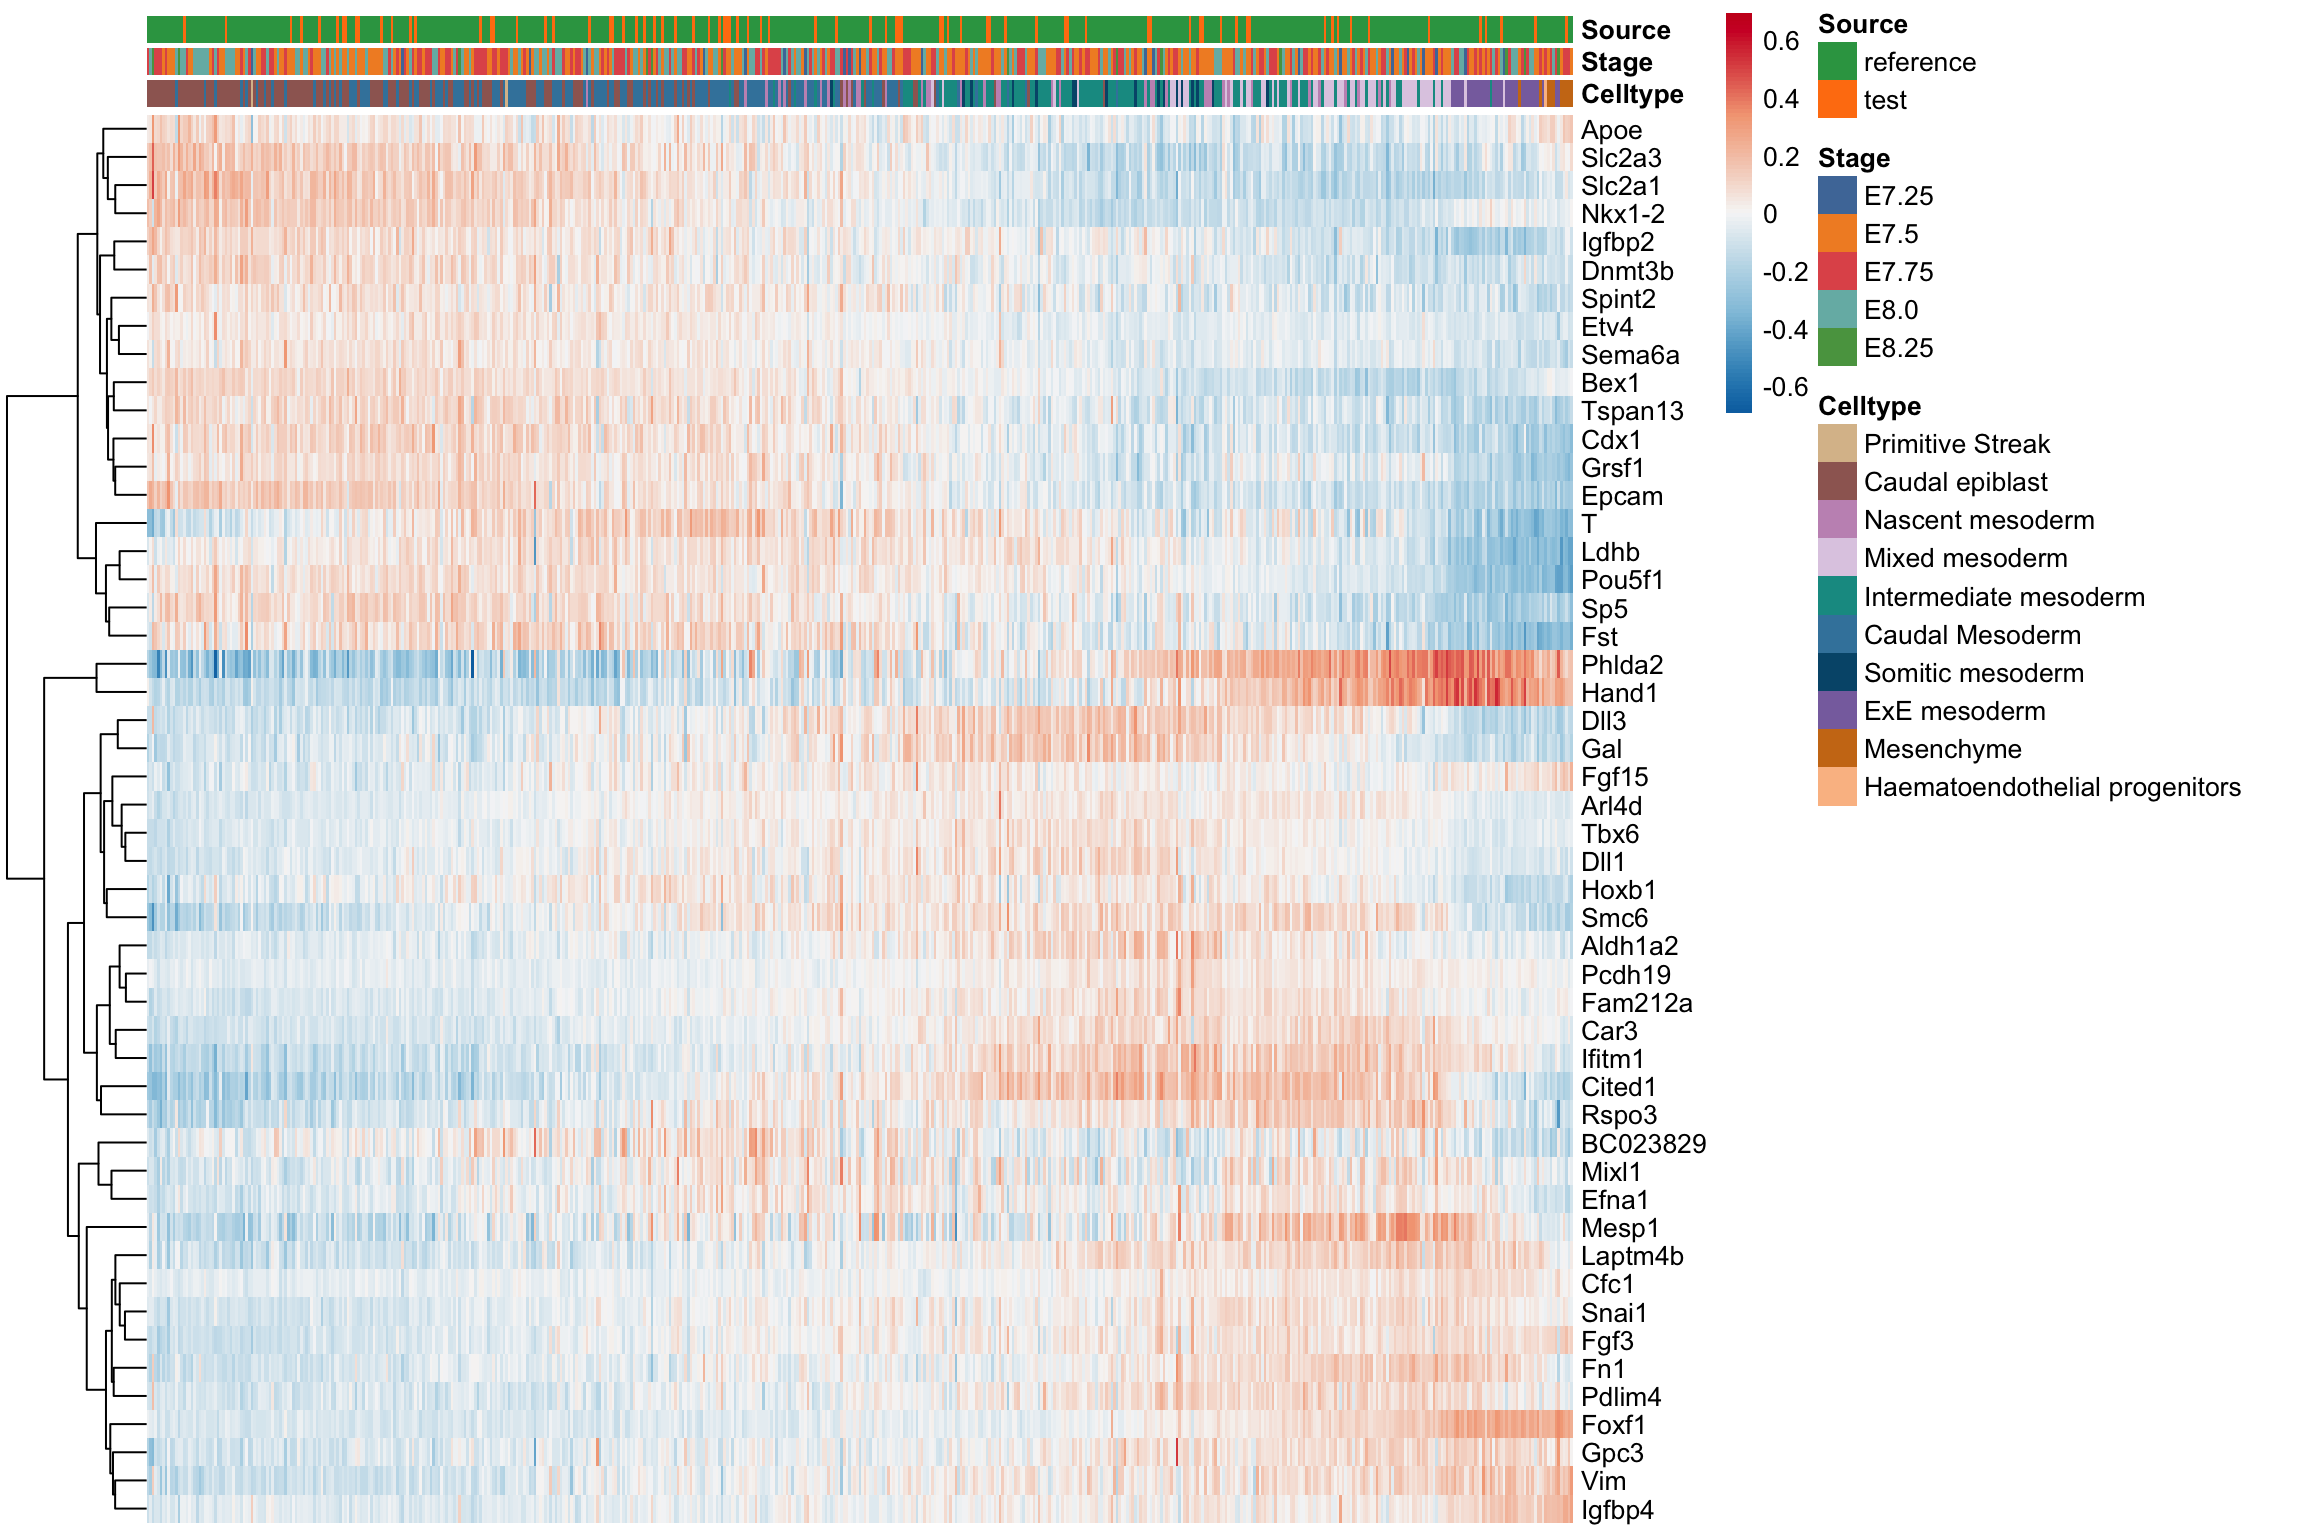 Source
Stage
Celltype
Apoe
Slc2a3
Slc2a1
Nkx1-2
Igfbp2
Dnmt3b
Spint2
Etv4
Sema6a
Bex1
Tspan13
Cdx1
Grsf1
Epcam
T
Ldhb
Pou5f1
Sp5
Fst
Phlda2
Hand1
Dll3
Gal
Fgf15
Arl4d
Tbx6
Dll1
Hoxb1
Smc6
Aldh1a2
Pcdh19
Fam212a
Car3
Ifitm1
Cited1
Rspo3
BC023829
Mixl1
Efna1
Mesp1
Laptm4b
Cfc1
Snai1
Fgf3
Fn1
Pdlim4
Foxf1
Gpc3
Vim
Igfbp4
0.6
0.4
0.2
0
-0.2
-0.4
-0.6
Source
reference
test
Stage
E7.25
E7.5
E7.75
E8.0
E8.25
Celltype
Primitive Streak
Caudal epiblast
Nascent mesoderm
Mixed mesoderm
Intermediate mesoderm
Caudal Mesoderm
Somitic mesoderm
ExE mesoderm
Mesenchyme
Haematoendothelial progenitors